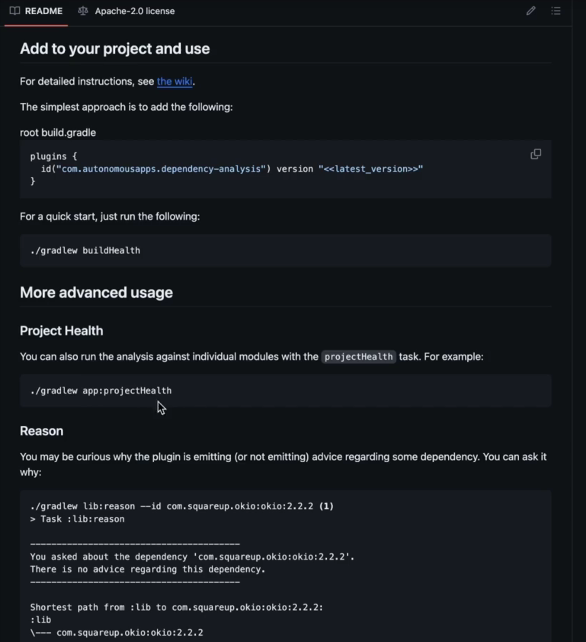 README
Apache-2.0 license
Add to your project and use
For detailed instructions, see the wiki.
The simplest approach is to add the following:
root build.gradle
plugins {
  id("com.autonomousapps.dependency-analysis") version "<<latest_version>>"
}
For a quick start, just run the following:
./gradlew buildHealth
More advanced usage
Project Health
You can also run the analysis against individual modules with the projectHealth task. For example:
./gradlew app:projectHealth
Reason
You may be curious why the plugin is emitting (or not emitting) advice regarding some dependency. You can ask it
why:
./gradlew lib:reason --id com.squareup.okio:okio:2.2.2 (1)
> Task :lib:reason
----------------------------------------
You asked about the dependency 'com.squareup.okio:okio:2.2.2'.
There is no advice regarding this dependency.
----------------------------------------
Shortest path from :lib to com.squareup.okio:okio:2.2.2:
:lib
\--- com.squareup.okio:okio:2.2.2